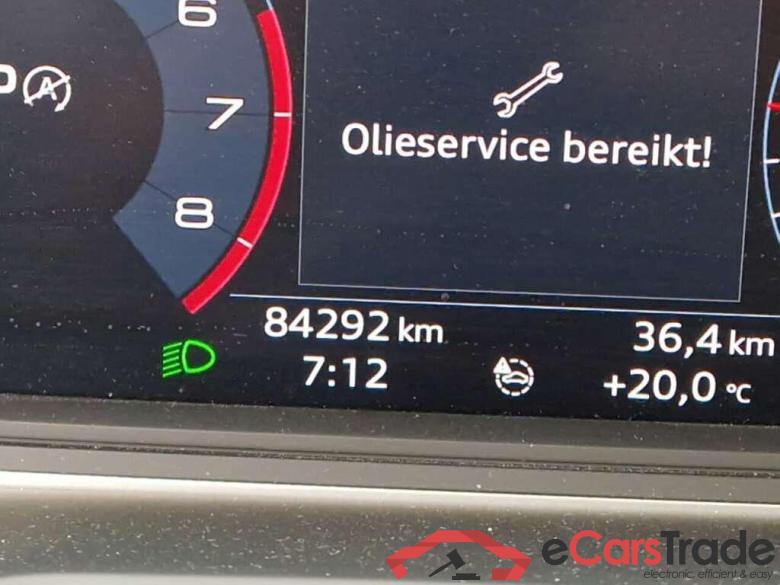 6
P A
7
Olieservice bereikt!
8
84292 km 36,4 km
7:12 +20,0 °C
eCarsTrade
electronic, efficient & easy